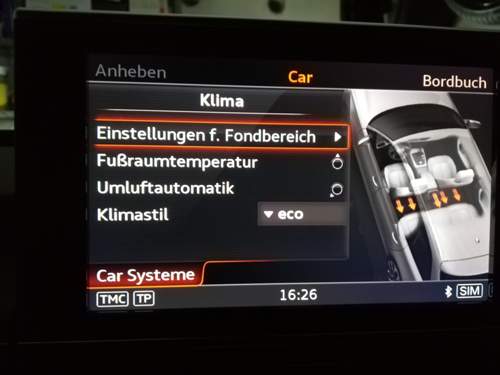 Anheben
Car
Bordbuch
Klima
Einstellungen f. Fondbereich
Fußraumtemperatur
Umluftautomatik
Klimastil
eco
Car Systeme
TMC TP
16:26
SIM